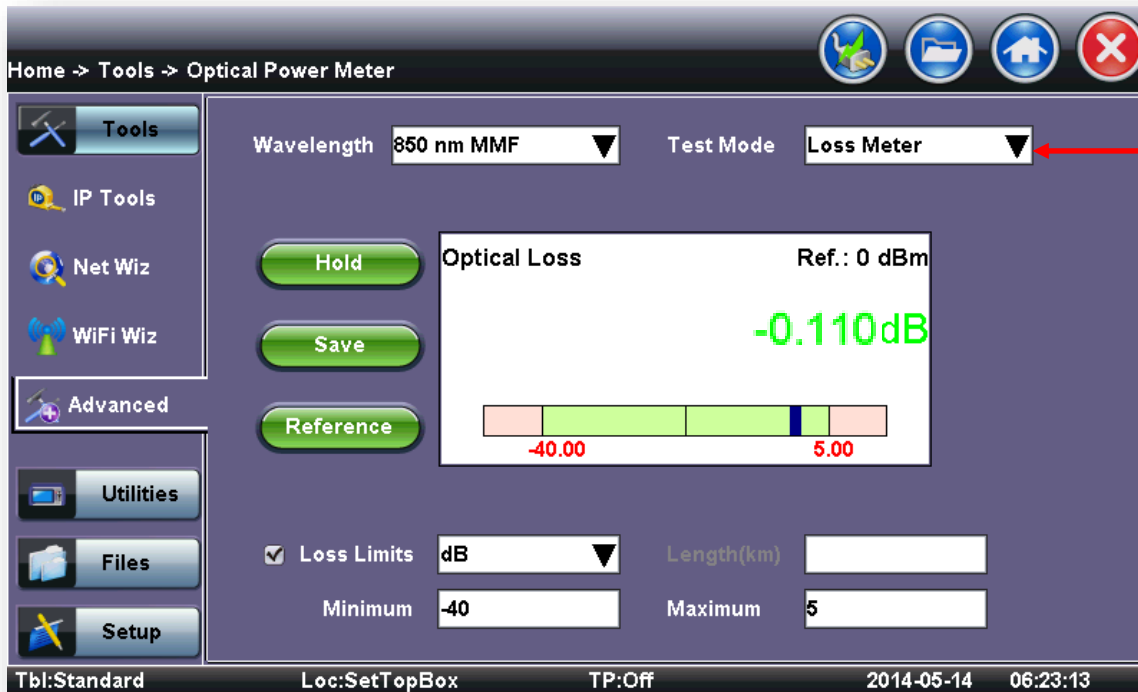 Home -> Tools -> Optical Power Meter
Tools
IP Tools
Net Wiz
WiFi Wiz
Advanced
Utilities
Files
Setup
Wavelength 850 nm MMF Test Mode Loss Meter
Hold
Save
Reference
Optical Loss Ref.: 0 dBm
-0.110dB
-40.00 5.00
Loss Limits dB Length(km)
Minimum -40 Maximum 5
Tbl:Standard Loc:SetTopBox TP:Off 2014-05-14 06:23:13